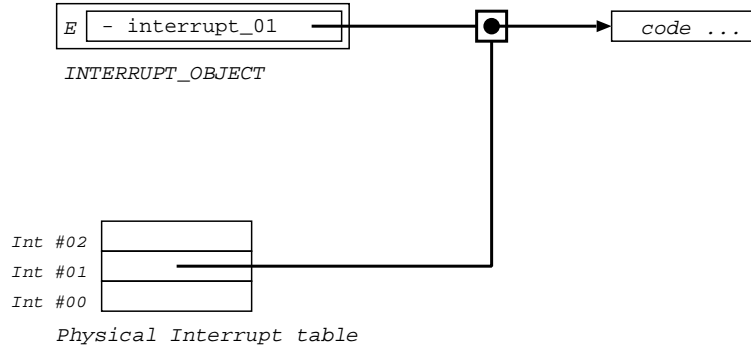 E - interrupt_01
code ...
INTERRUPT_OBJECT
Int #02
Int #01
Int #00
Physical Interrupt table